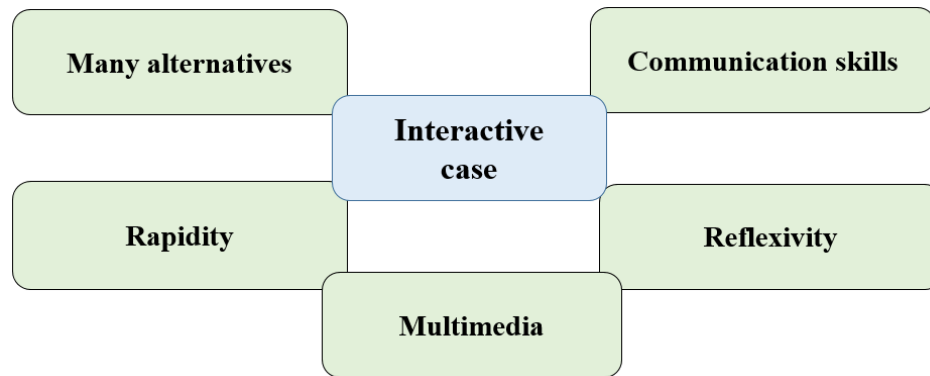 Many alternatives
Communication skills
Interactive
case
Rapidity
Reflexivity
Multimedia